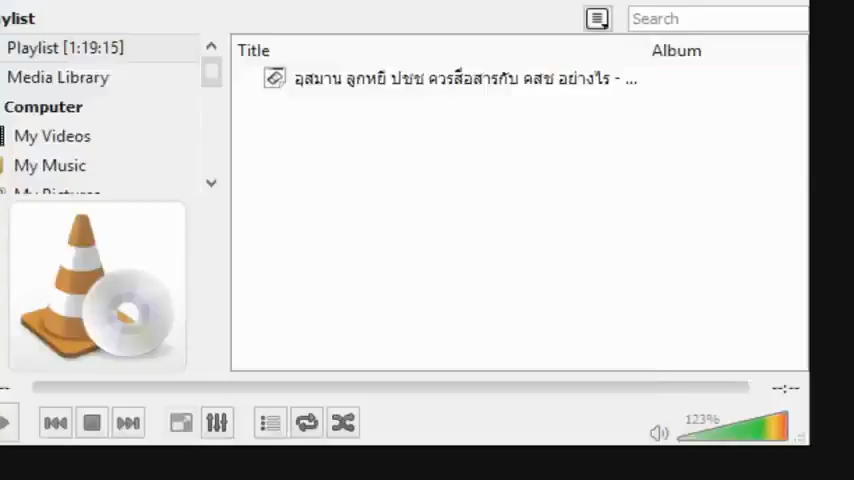 ylist
Search
Playlist [1:19:15]
Media Library
Computer
My Videos
My Music
My Pictures
Title
Album
อุสมาน ลูกหยี ปชช ควรสื่อสารกับ คสช อย่างไร - ...
--
--:--
123%